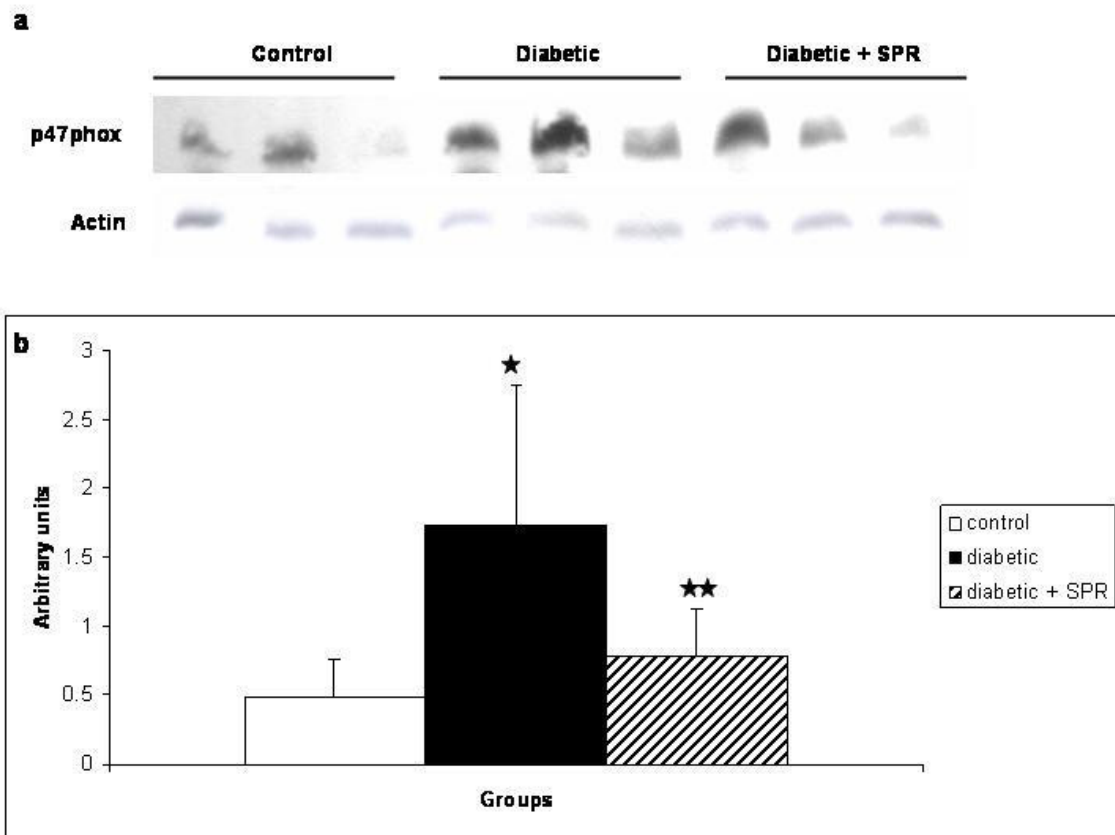 a
Control Diabetic Diabetic + SPR
p47phox
Actin
b
3
★
2.5
2
1.5
★★
1
0.5
0
Arbitrary units
Groups
control
diabetic
diabetic + SPR